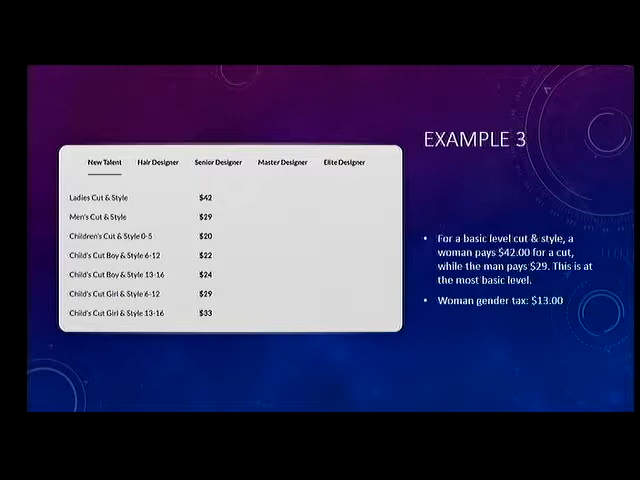 EXAMPLE 3
New Talent Hair Designer Senior Designer Master Designer Elite Designer
Ladies Cut & Style $42
Men's Cut & Style $29
Children's Cut & Style 0-5 $20
Child's Cut Boy & Style 6-12 $22
Child's Cut Boy & Style 13-16 $24
Child's Cut Girl & Style 6-12 $29
Child's Cut Girl & Style 13-16 $33
• For a basic level cut & style, a
woman pays $42.00 for a cut,
while the man pays $29. This is at
the most basic level.
• Woman gender tax: $13.00